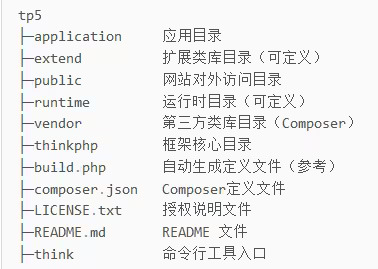 tp5
├─application 应用目录
├─extend 扩展类库目录（可定义）
├─public 网站对外访问目录
├─runtime 运行时目录（可定义）
├─vendor 第三方类库目录（Composer）
├─thinkphp 框架核心目录
├─build.php 自动生成定义文件（参考）
├─composer.json Composer定义文件
├─LICENSE.txt 授权说明文件
├─README.md README 文件
├─think 命令行工具入口